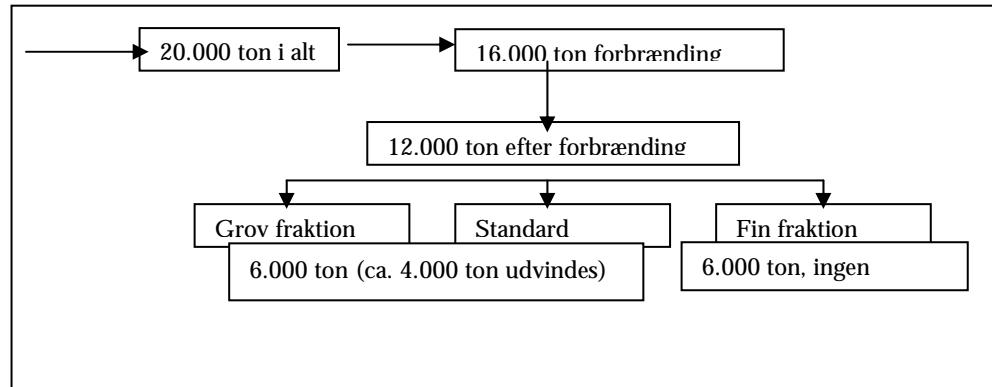 20.000 ton i alt
16.000 ton forbrænding
12.000 ton efter forbrænding
Grov fraktion
Standard
Fin fraktion
6.000 ton (ca. 4.000 ton udvindes)
6.000 ton, ingen